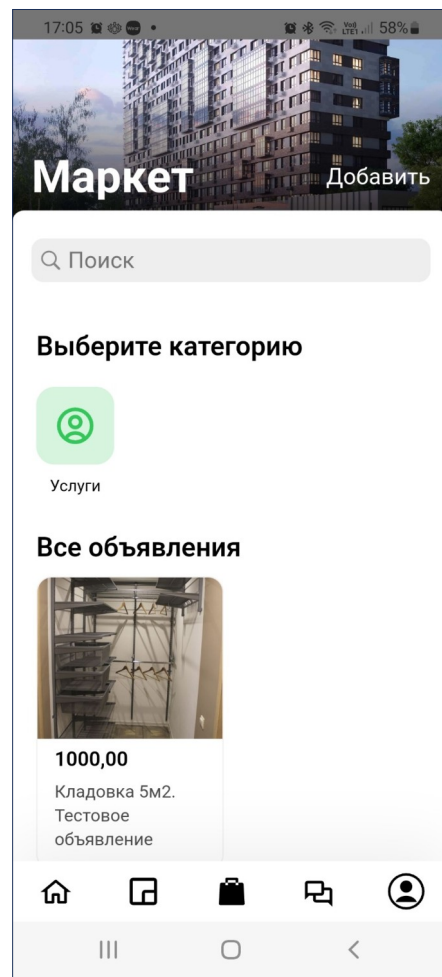 17:05
58%
Маркет
Добавить
Поиск
Выберите категорию
Услуги
Все объявления
1000,00
Кладовка 5м2.
Тестовое
объявление